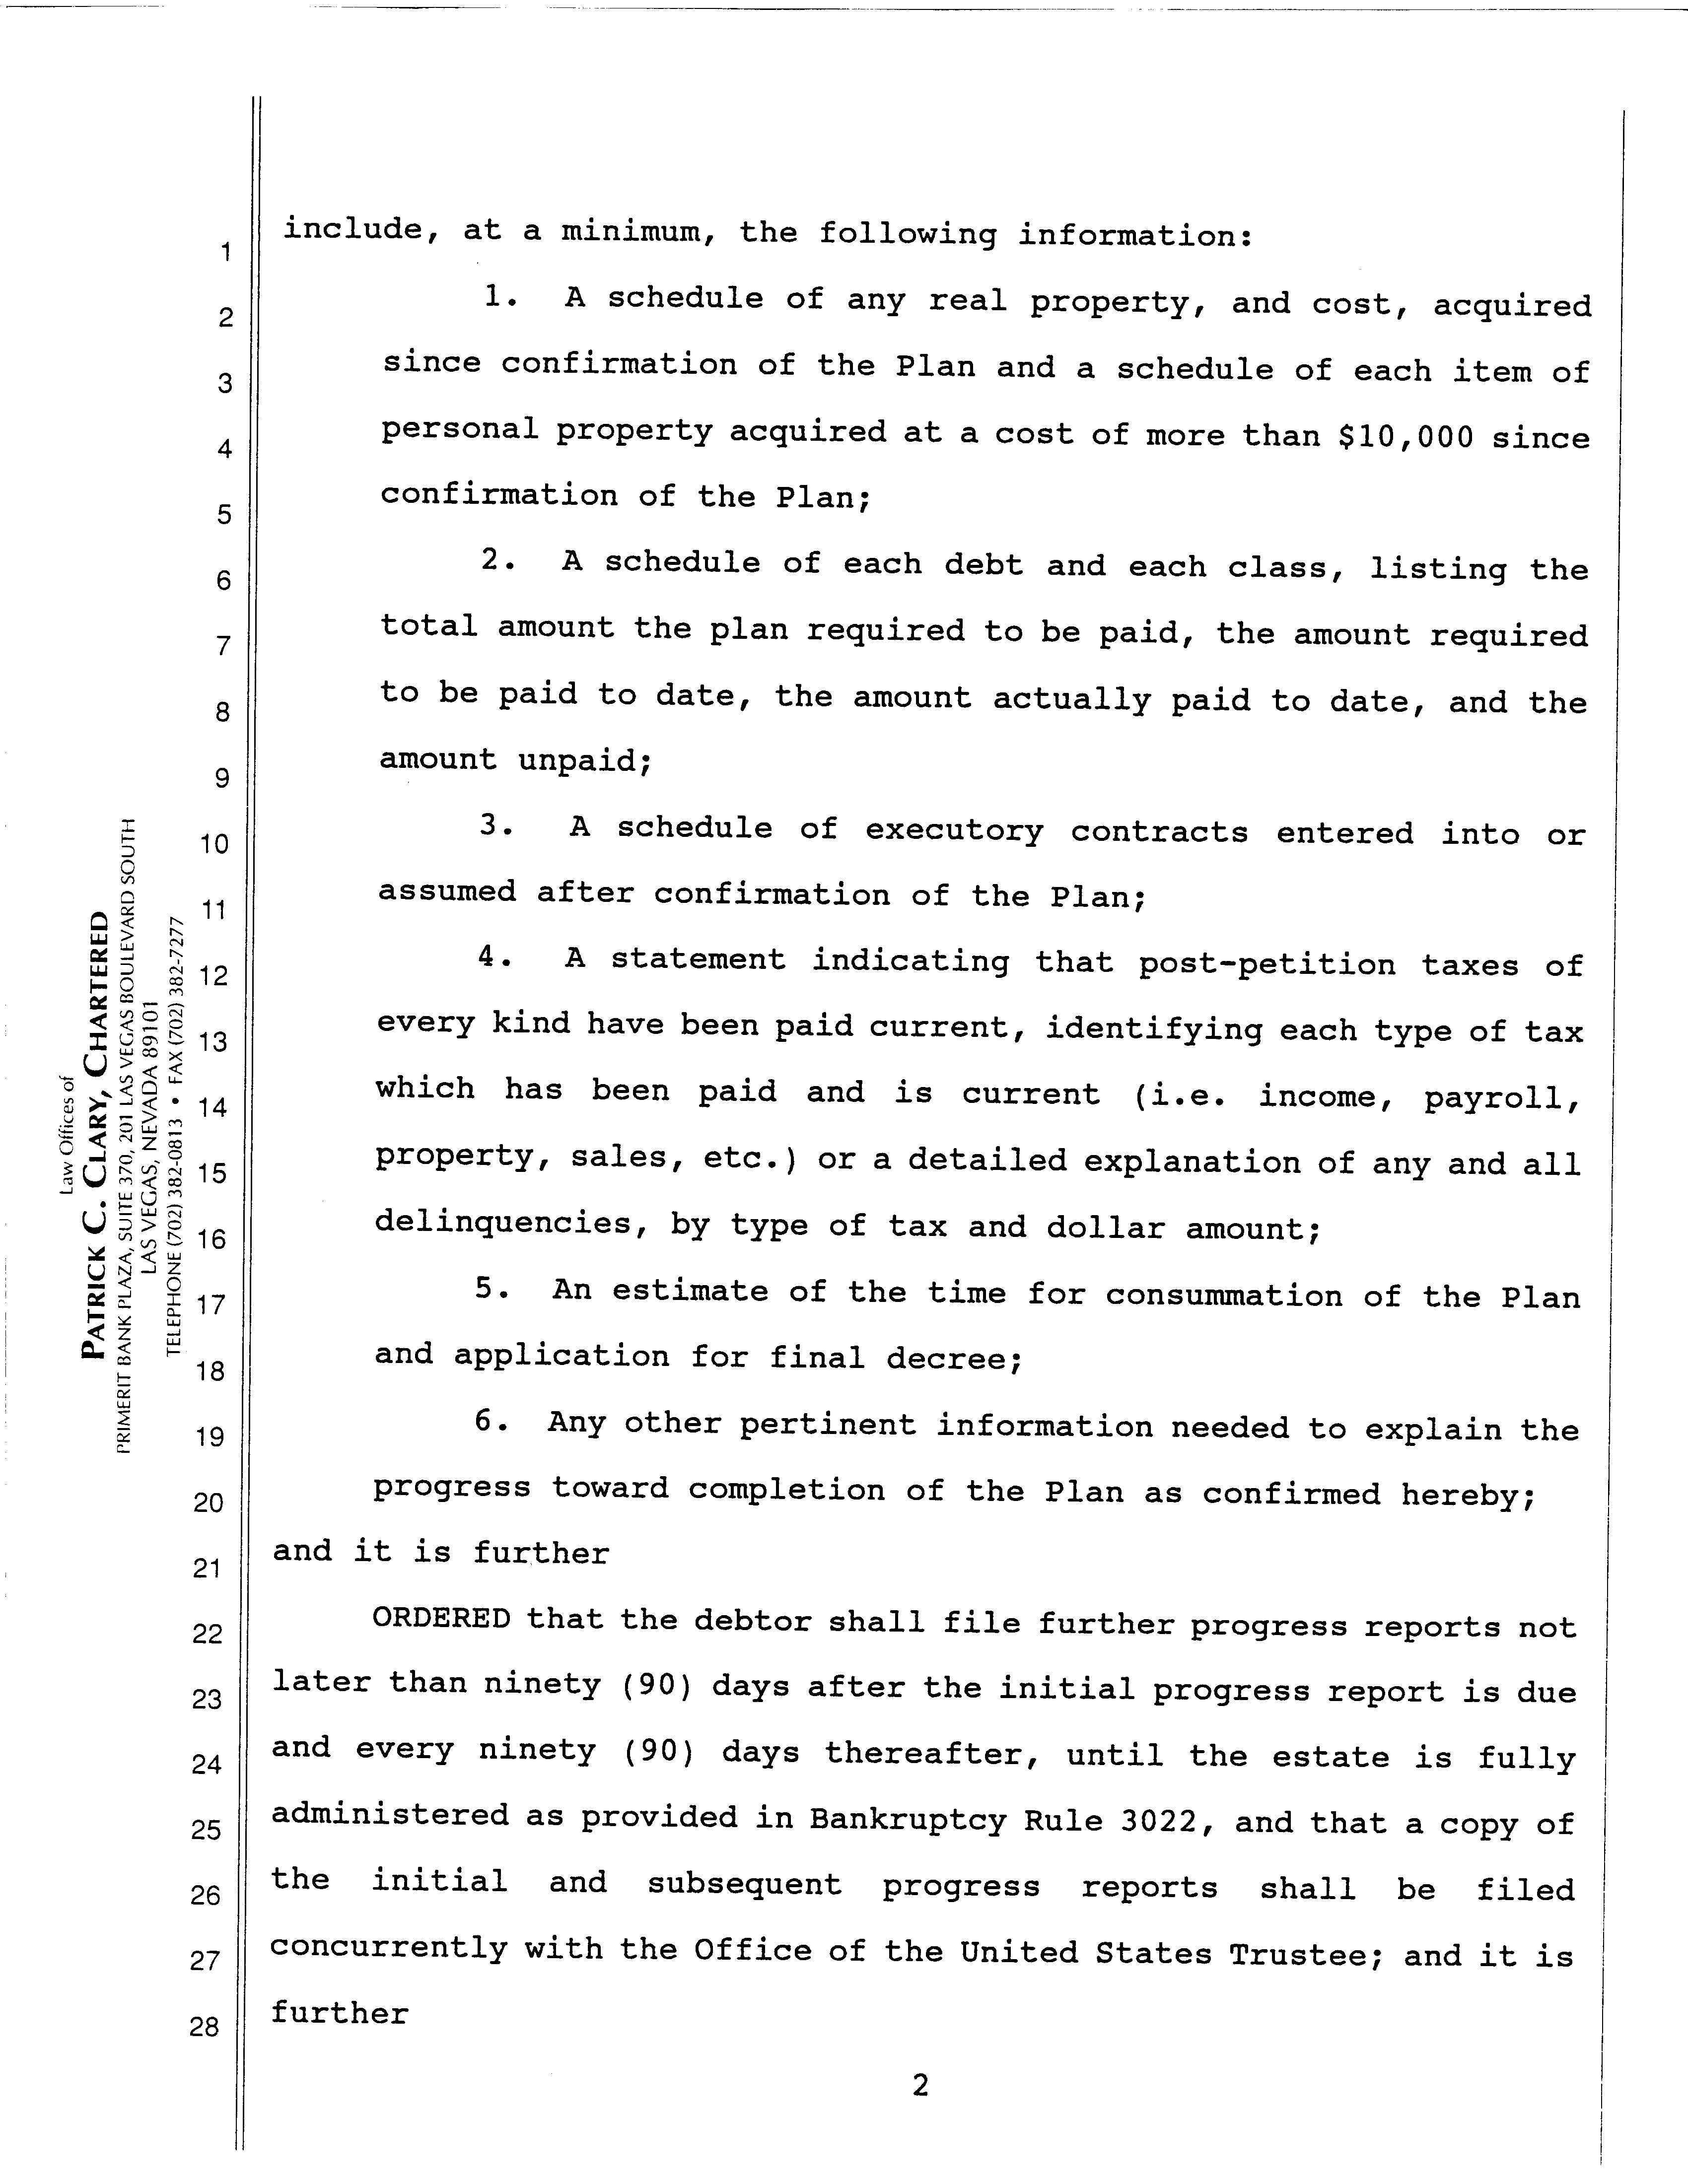 Law Offices of
PATRICK C. CLARY, CHARTERED
PRIMERIT BANK PLAZA, SUITE 370, 201 LAS VEGAS BOULEVARD SOUTH
LAS VEGAS, NEVADA 89101
TELEPHONE (702) 382-0813 • FAX (702) 382-7277
1 include, at a minimum, the following information:
2 1. A schedule of any real property, and cost, acquired
3 since confirmation of the Plan and a schedule of each item of
4 personal property acquired at a cost of more than $10,000 since
5 confirmation of the Plan;
6 2. A schedule of each debt and each class, listing the
7 total amount the plan required to be paid, the amount required
8 to be paid to date, the amount actually paid to date, and the
9 amount unpaid;
10 3. A schedule of executory contracts entered into or
11 assumed after confirmation of the Plan;
12 4. A statement indicating that post-petition taxes of
13 every kind have been paid current, identifying each type of tax
14 which has been paid and is current (i.e. income, payroll,
15 property, sales, etc.) or a detailed explanation of any and all
16 delinquencies, by type of tax and dollar amount;
17 5. An estimate of the time for consummation of the Plan
18 and application for final decree;
19 6. Any other pertinent information needed to explain the
20 progress toward completion of the Plan as confirmed hereby;
21 and it is further
22 ORDERED that the debtor shall file further progress reports not
23 later than ninety (90) days after the initial progress report is due
24 and every ninety (90) days thereafter, until the estate is fully
25 administered as provided in Bankruptcy Rule 3022, and that a copy of
26 the initial and subsequent progress reports shall be filed
27 concurrently with the Office of the United States Trustee; and it is
28 further
2